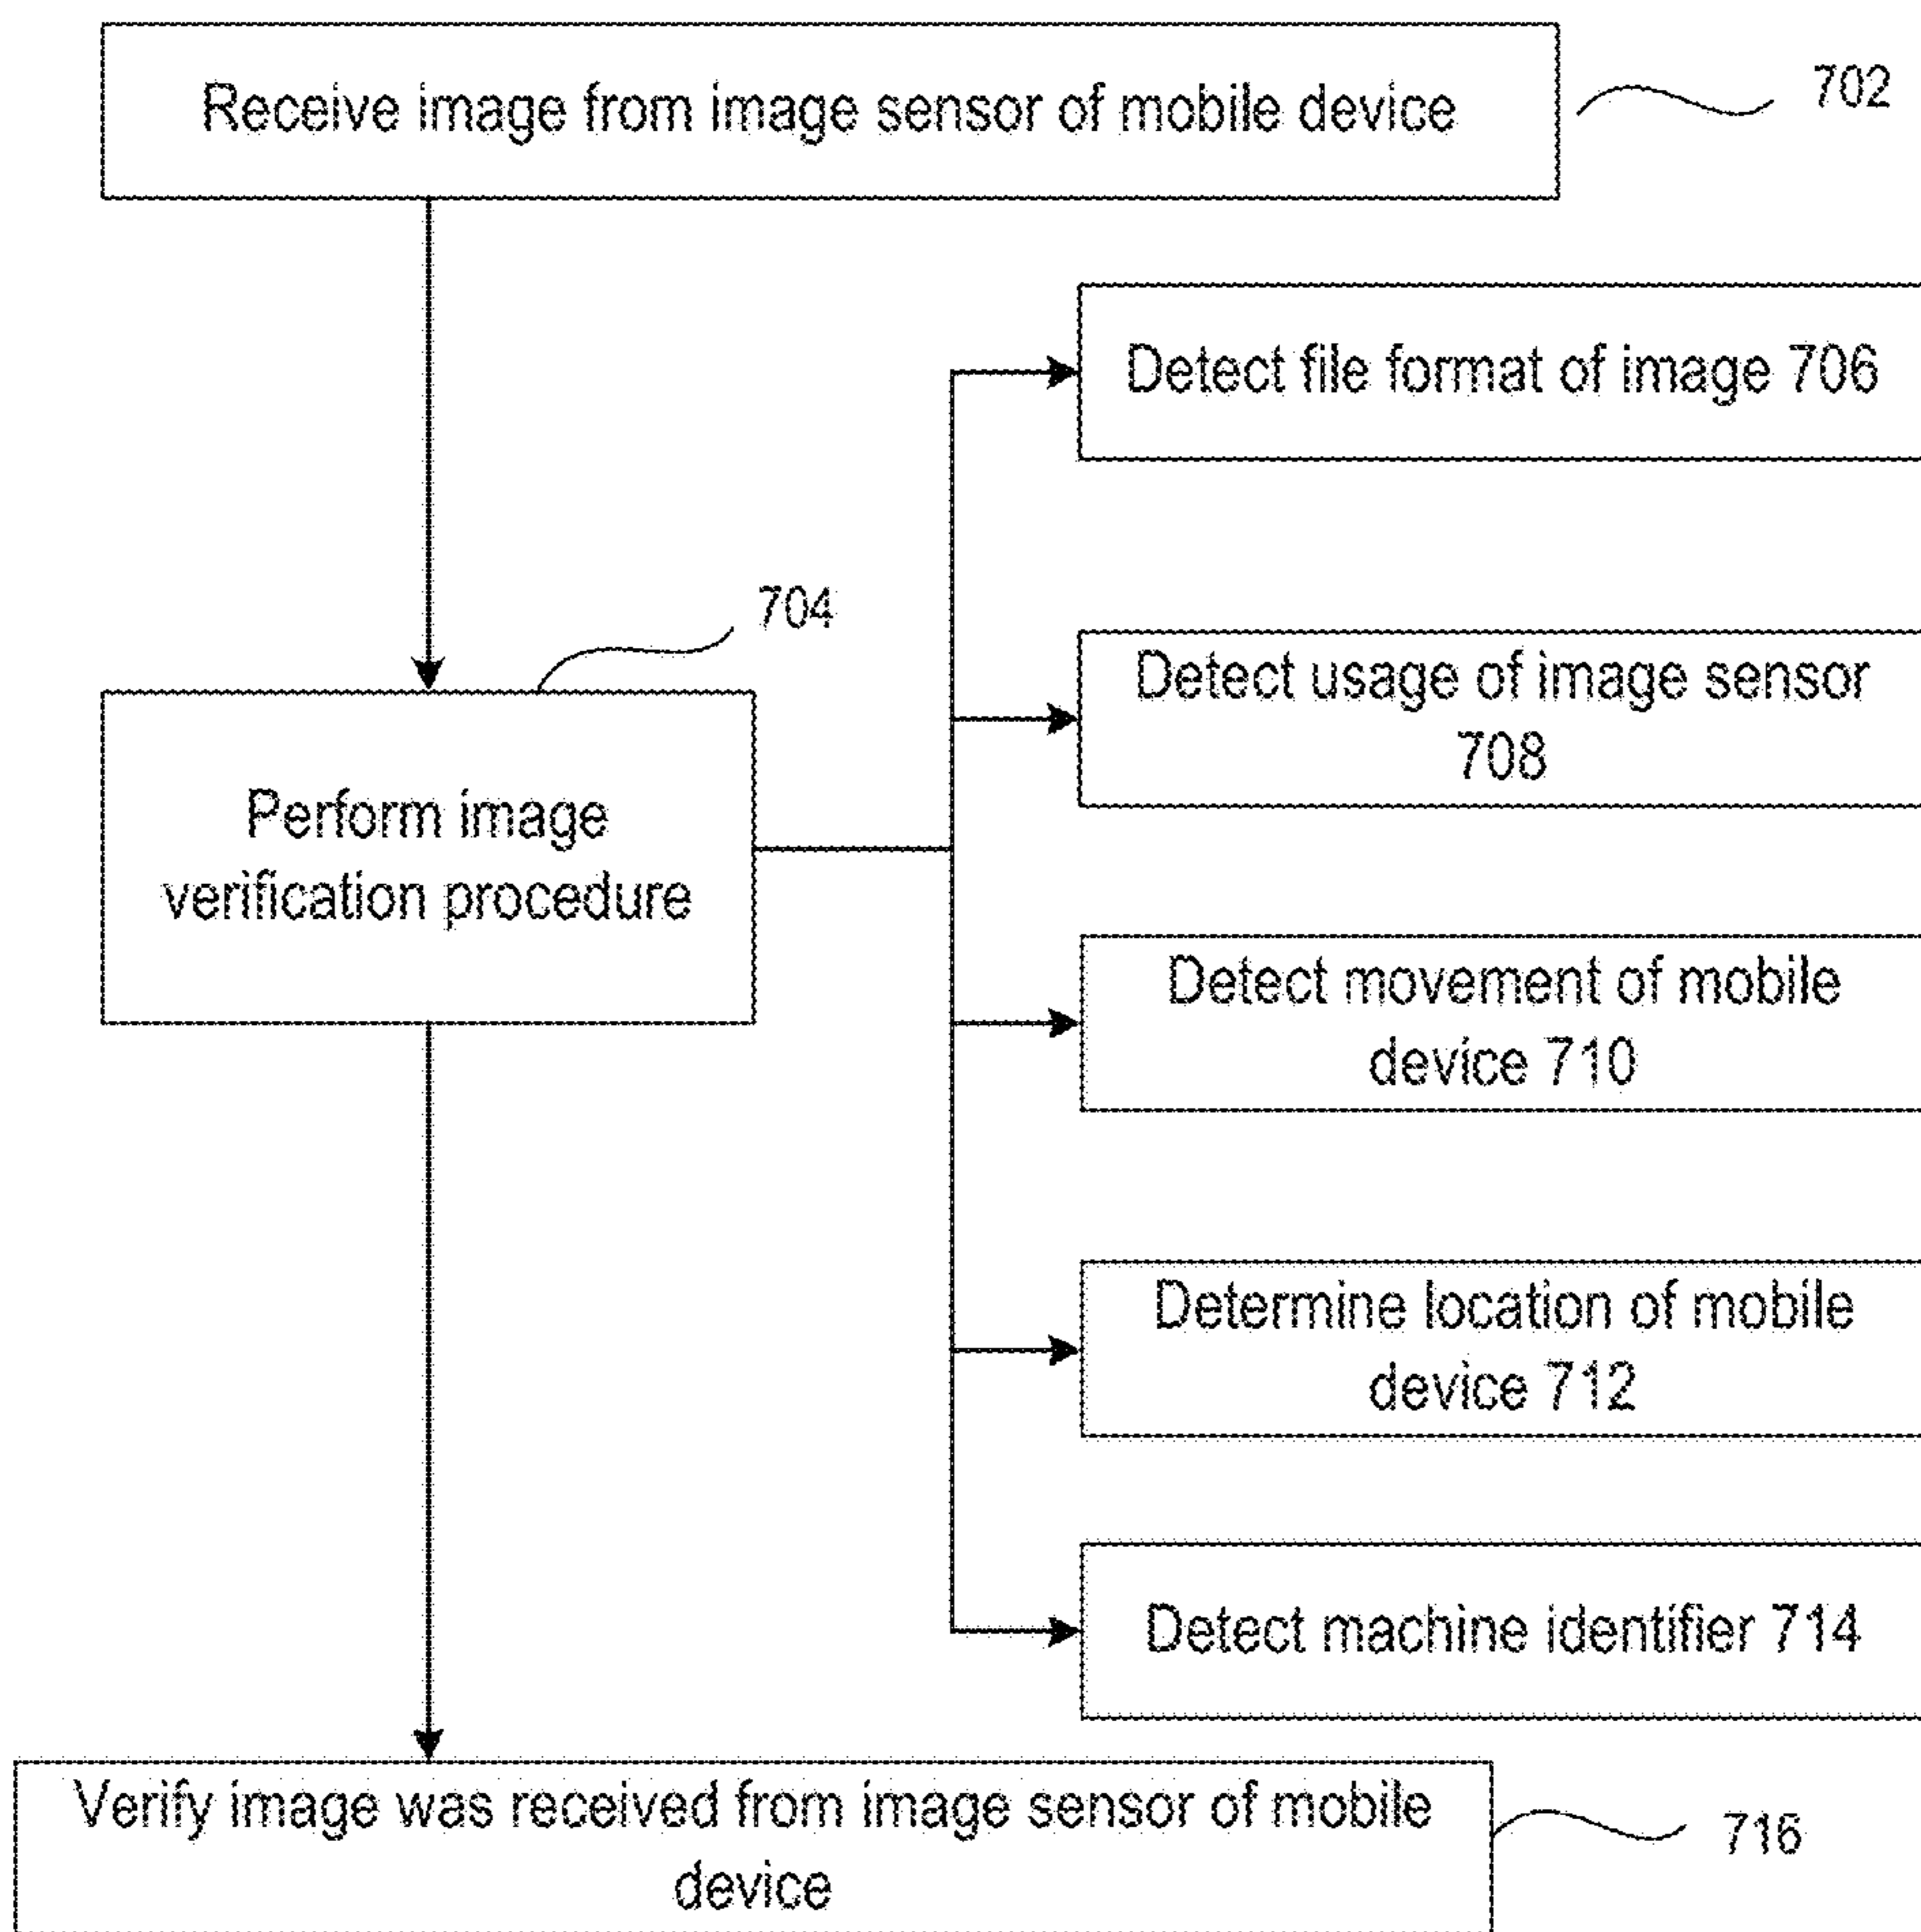 Receive image from image sensor of mobile device
702
Detect file format of image 706
704
Detect usage of image sensor
708
Perform image
verification procedure
Detect movement of mobile
device 710
Determine location of mobile
device 712
Detect machine identifier 714
Verify image was received from image sensor of mobile
device
716